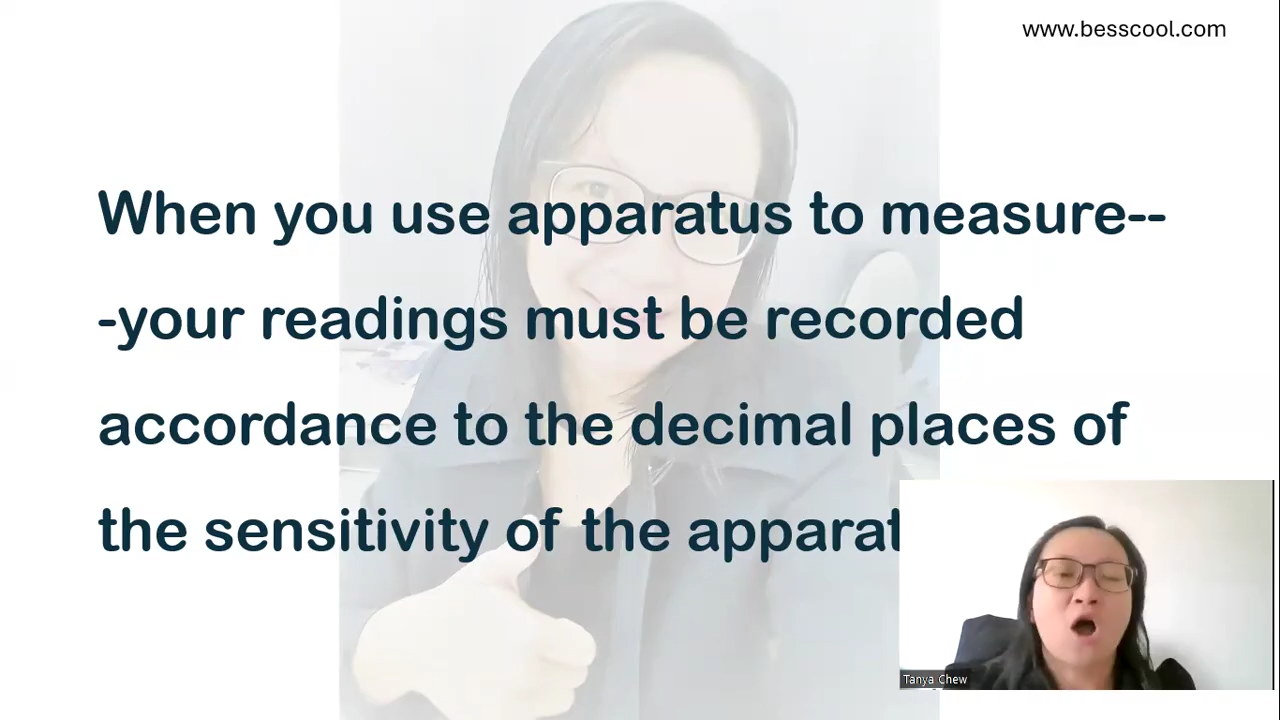 www.besscool.com
When you use apparatus to measure--
-your readings must be recorded
accordance to the decimal places of
the sensitivity of the apparat
Tanya Chew